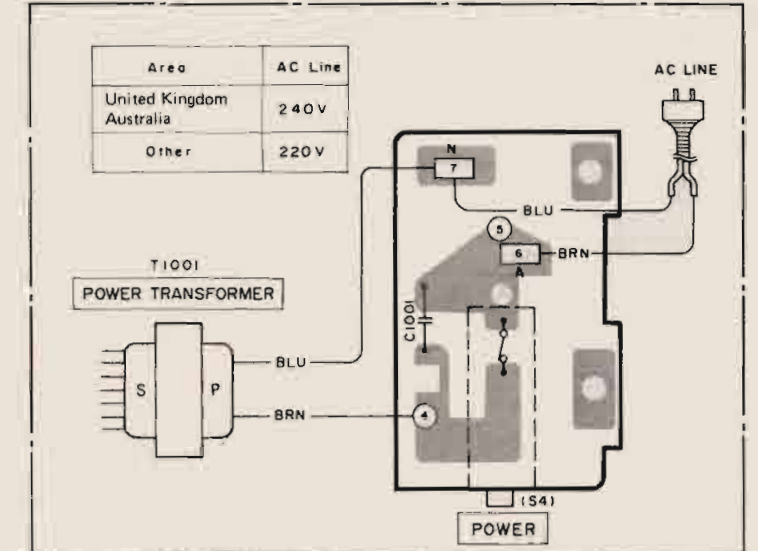 Area AC Line
United Kingdom
Australia 240V
Other 220V
AC LINE
N
7
BLU
5
6 BRN
A
T1001
POWER TRANSFORMER
C1001
BLU
S P
BRN 4
(S4)
POWER